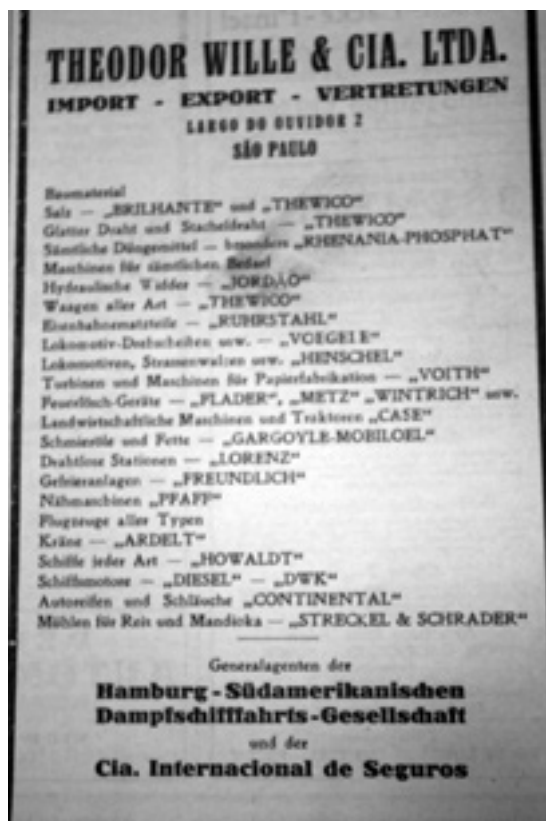 THEODOR WILLE & CIA. LTDA.
IMPORT - EXPORT - VERTRETUNGEN
LARGO DO OUVIDOR 2
SÃO PAULO
Baumaterial
Salz — „BRILHANTE“ und „THEWICO“
Glatter Draht und Stacheldraht — „THEWICO“
Sämtliche Düngemittel — besonders „RHENANIA-PHOSPHAT“
Maschinen für sämtlichen Bedarf
Hydraulische Widder — „JORDÃO“
Waagen aller Art — „THEWICO“
Eisenbahnersatzteile — „RUHRSTAHL“
Lokomotiv-Drehscheiben usw. — „VOEGELE“
Lokomotiven, Strassenwalzen usw. „HENSCHEL“
Turbinen und Maschinen für Papierfabrikation — „VOITH“
Feuerlösch-Geräte — „FLADER“, „METZ“ „WINTRICH“ usw.
Landwirtschaftliche Maschinen und Traktoren „CASE“
Schmieröle und Fette — „GARGOYLE-MOBILOEL“
Drahtlose Stationen — „LORENZ“
Gefrieranlagen — „FREUNDLICH“
Nähmaschinen „PFAFF“
Flugzeuge aller Typen
Kräne — „ARDELT“
Schiffe jeder Art — „HOWALDT“
Schiffsmotore — „DIESEL“ — „DWK“
Autoreifen und Schläuche „CONTINENTAL“
Mühlen für Reis und Mandioka — „STRECKEL & SCHRADER“
Generalagenten der
Hamburg-Südamerikanischen
Dampfschifffahrts-Gesellschaft
und der
Cia. Internacional de Seguros